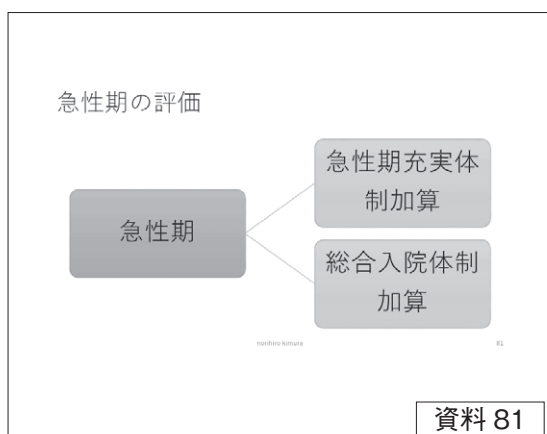 急性期の評価
急性期
急性期充実体
制加算
総合入院体制
加算
norihiro kimura
81
資料 81